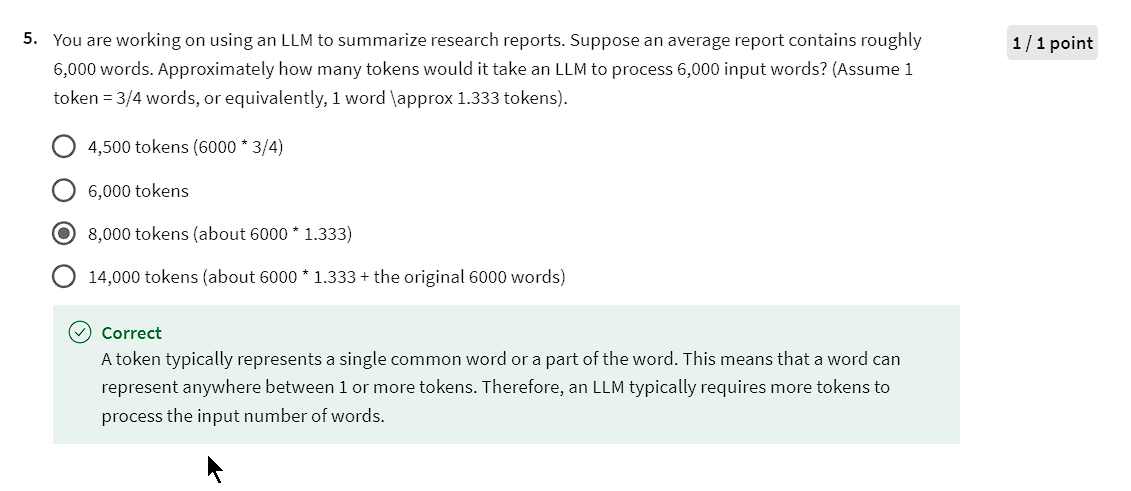 5. You are working on using an LLM to summarize research reports. Suppose an average report contains roughly
1 / 1 point
6,000 words. Approximately how many tokens would it take an LLM to process 6,000 input words? (Assume 1
token = 3/4 words, or equivalently, 1 word \approx 1.333 tokens).
4,500 tokens (6000 * 3/4)
6,000 tokens
8,000 tokens (about 6000 * 1.333)
14,000 tokens (about 6000 * 1.333 + the original 6000 words)
Correct
A token typically represents a single common word or a part of the word. This means that a word can
represent anywhere between 1 or more tokens. Therefore, an LLM typically requires more tokens to
process the input number of words.